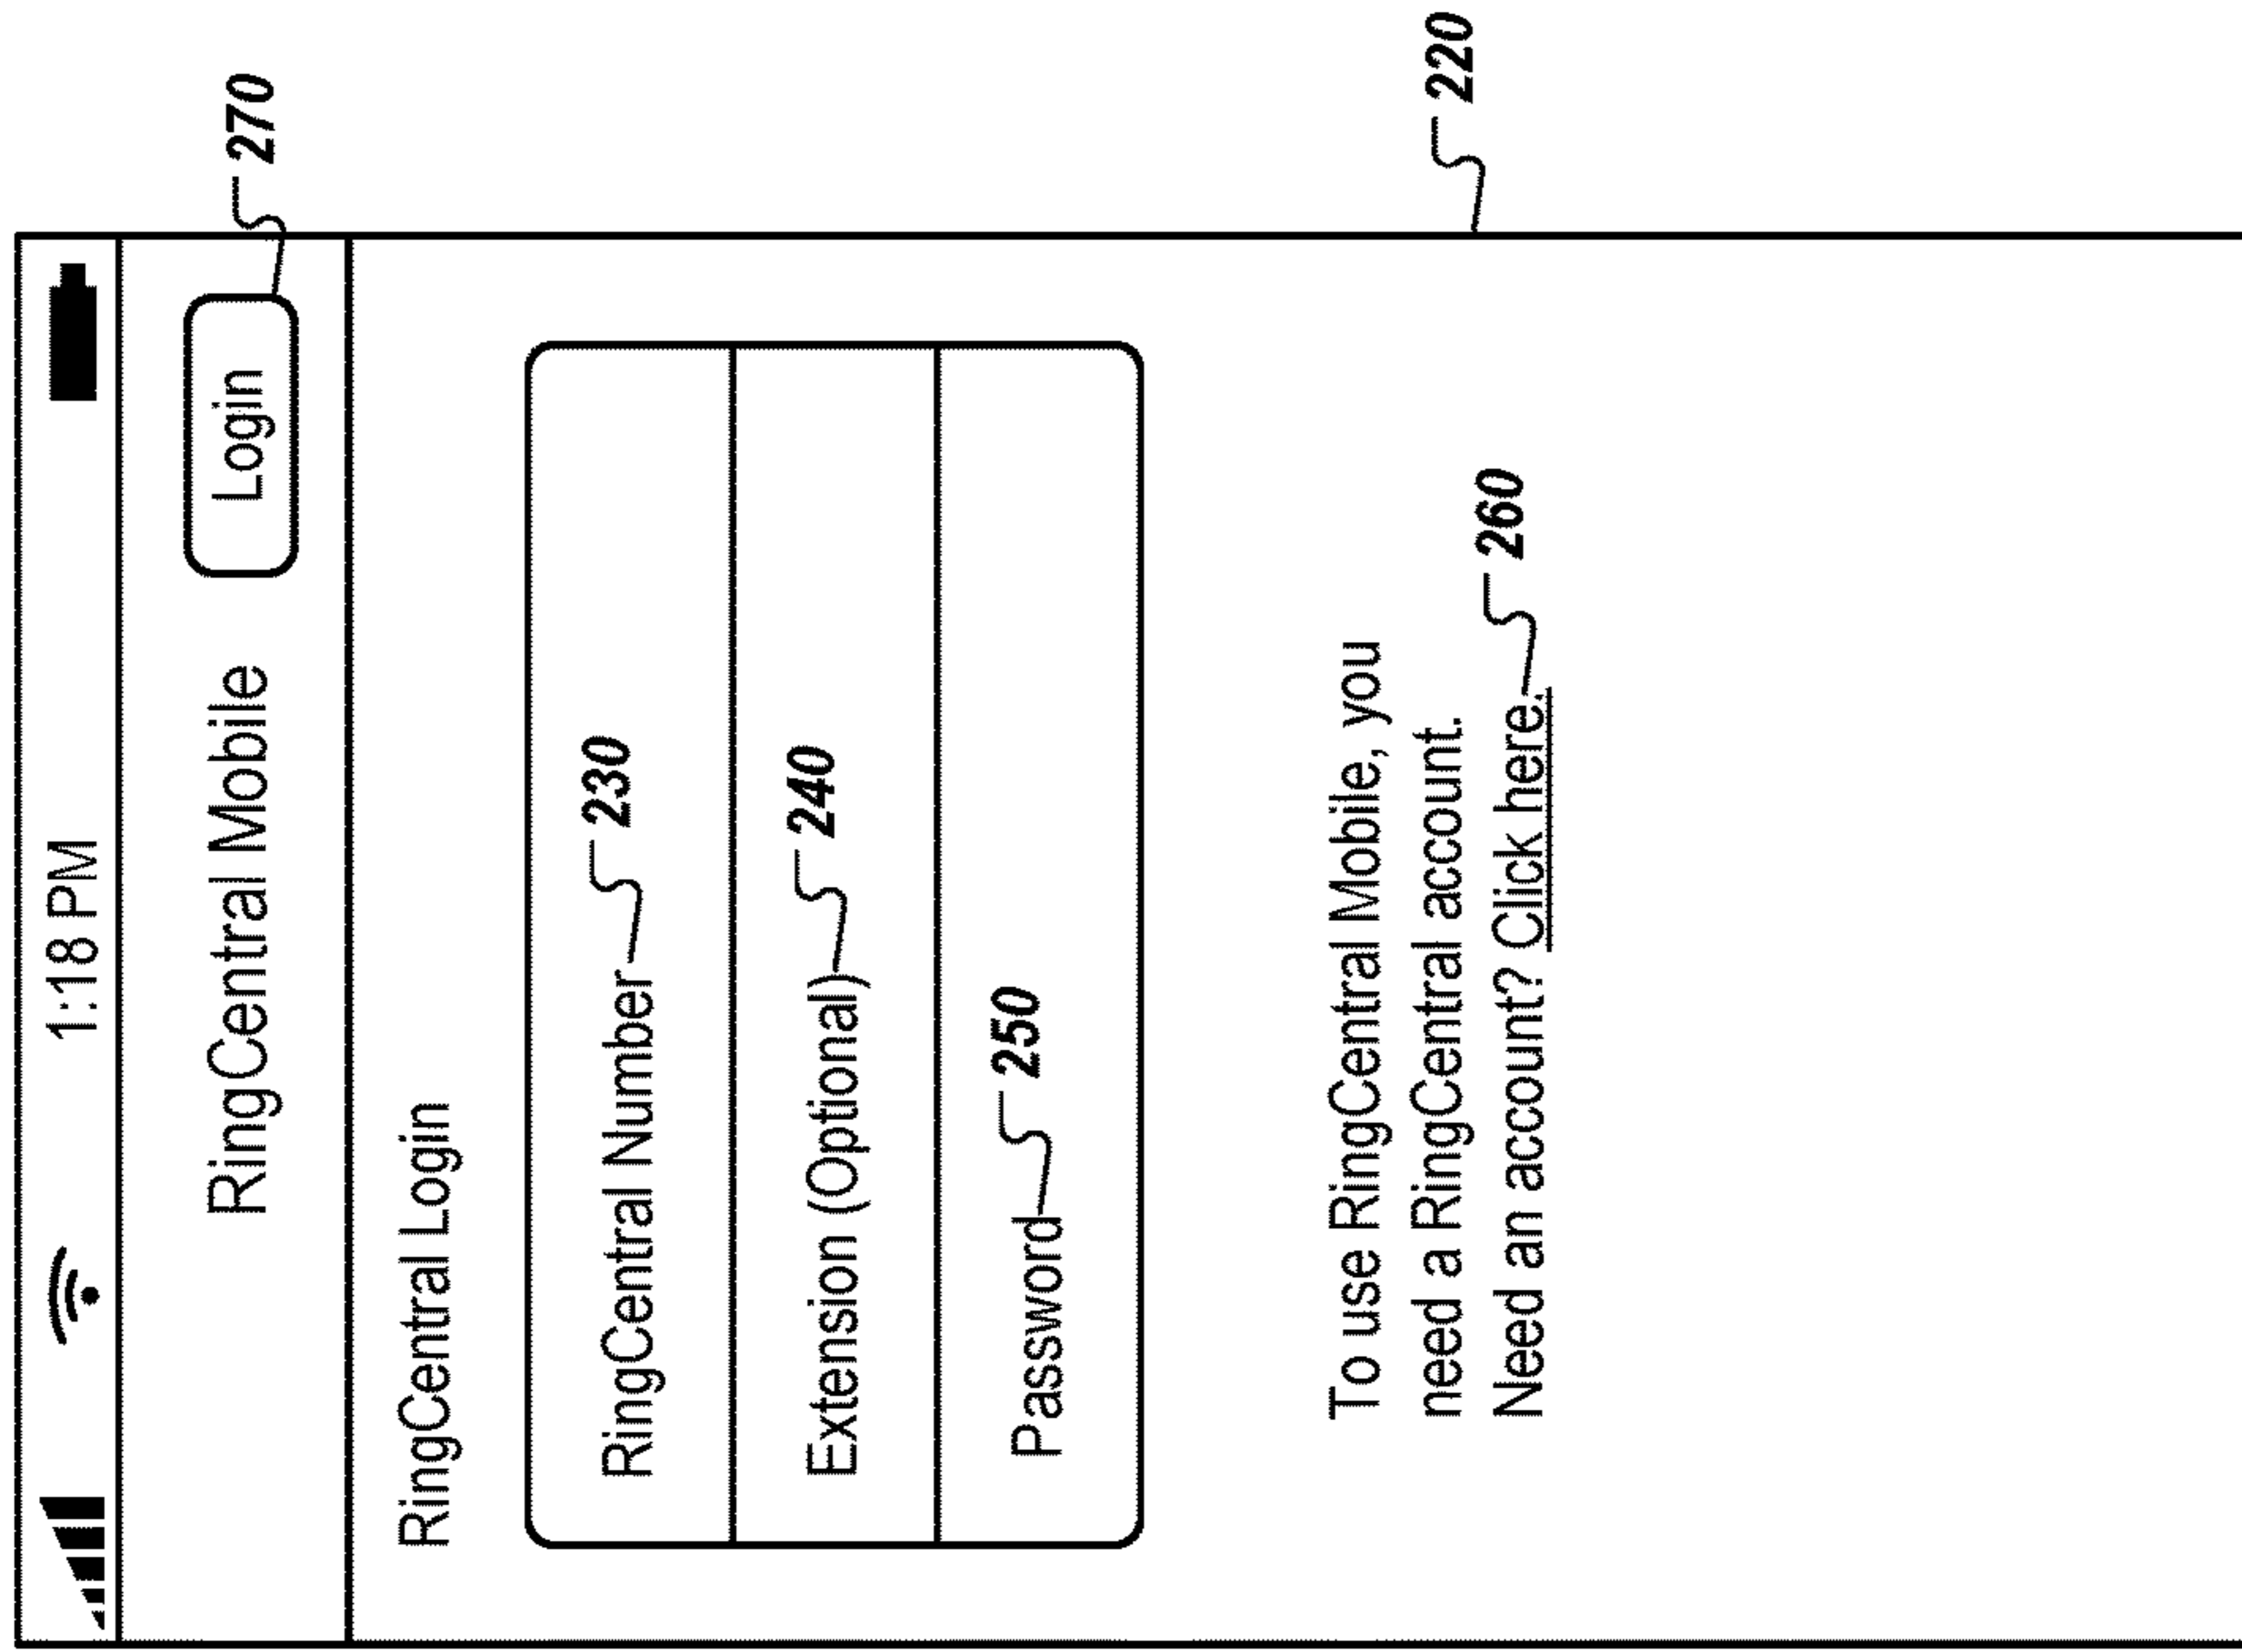 1:18 PM
RingCentral Mobile
Login
270
RingCentral Login
RingCentral Number 230
Extension (Optional) 240
Password 250
To use RingCentral Mobile, you
need a RingCentral account.
Need an account? Click here. 260
220